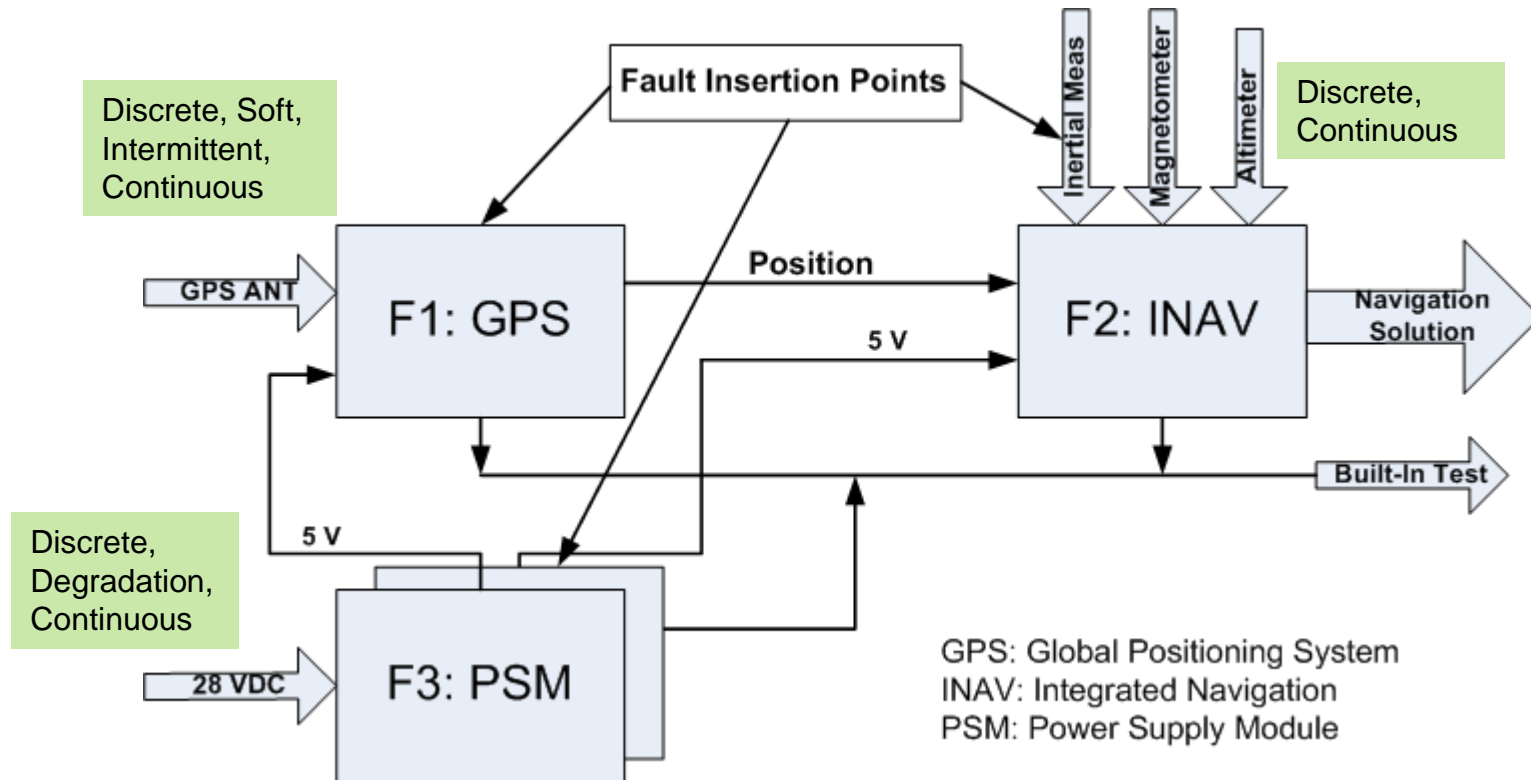 Fault Insertion Points
Discrete, Soft,
Intermittent,
Continuous
Inertial Meas
Magnetometer
Altimeter
Discrete,
Continuous
GPS ANT
F1: GPS
Position
5 V
F2: INAV
Navigation
Solution
Built-In Test
5 V
Discrete,
Degradation,
Continuous
28 VDC
F3: PSM
GPS: Global Positioning System
INAV: Integrated Navigation
PSM: Power Supply Module